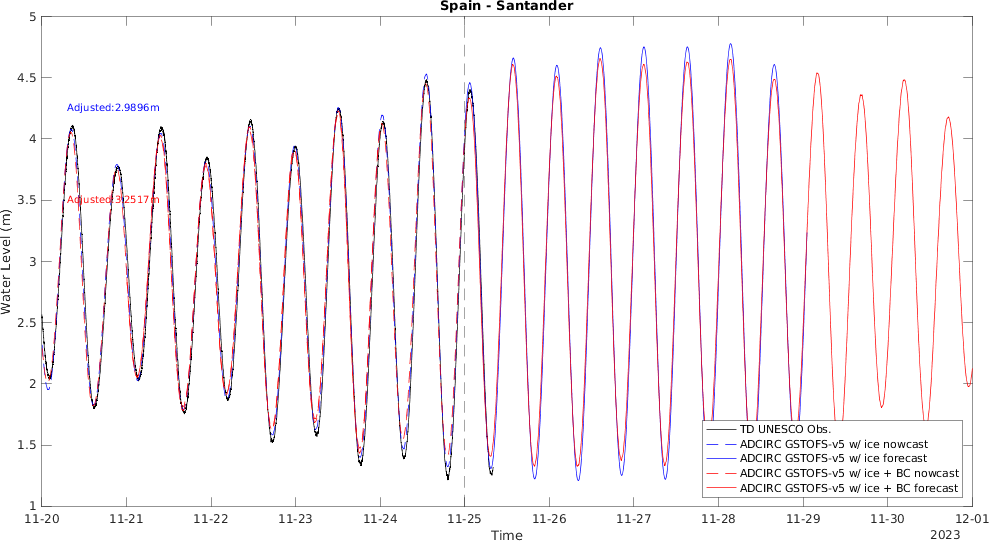 Spain - Santander
5
4.5
4
3.5
3
2.5
2
1.5
1
Water Level (m)
Adjusted:2.9896m
Adjusted:3.2517m
TD UNESCO Obs.
ADCIRC GSTOFS-v5 w/ ice nowcast
ADCIRC GSTOFS-v5 w/ ice forecast
ADCIRC GSTOFS-v5 w/ ice + BC nowcast
ADCIRC GSTOFS-v5 w/ ice + BC forecast
11-20 11-21 11-22 11-23 11-24 11-25 11-26 11-27 11-28 11-29 11-30 12-01
Time
2023